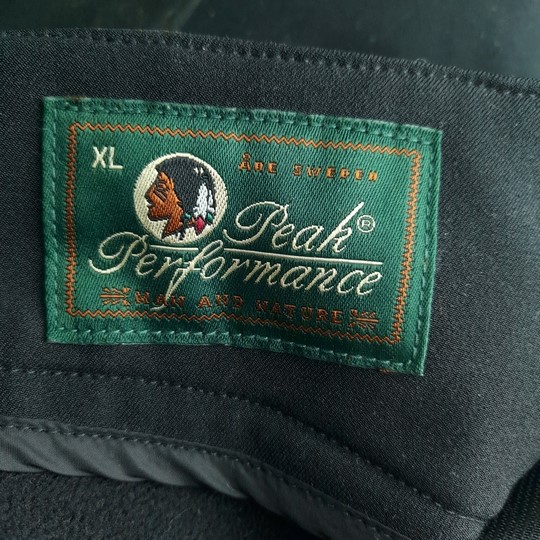 XL
ÅRE SWEDEN
Peak®
Performance
MAN AND NATURE